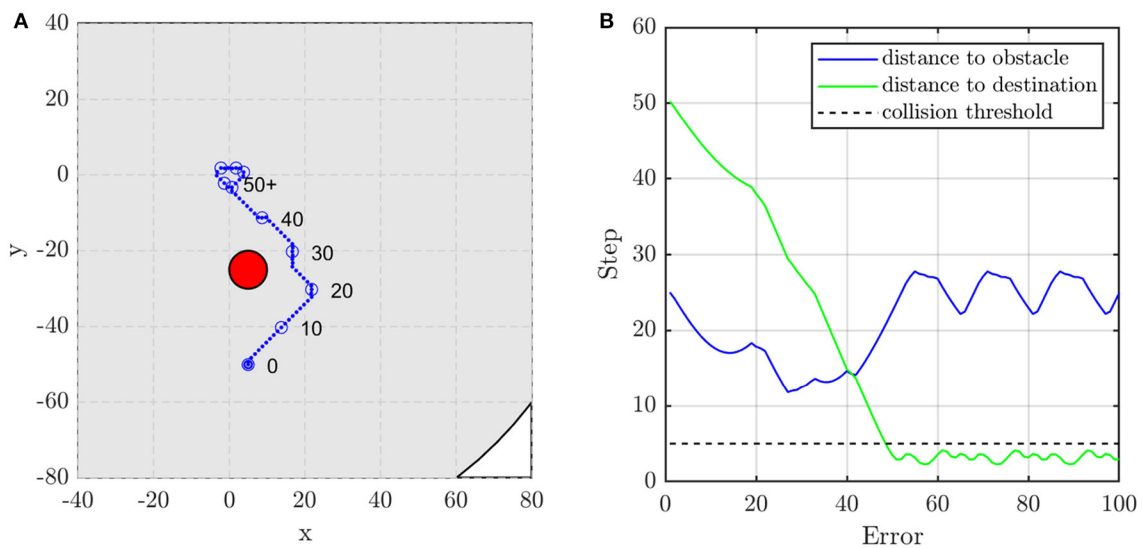 A
40
20
0
-20
-40
-60
-80
-40 -20 0 20 40 60 80
y
x
50+
40
30
20
10
0
B
60
50
40
30
20
10
0
0 20 40 60 80 100
Step
Error
distance to obstacle
distance to destination
collision threshold